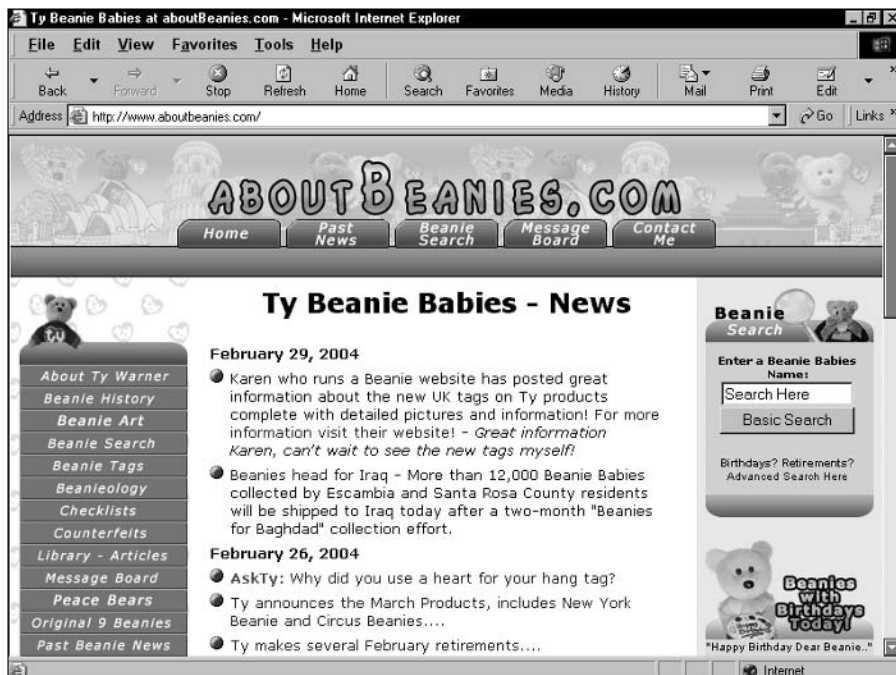 Ty Beanie Babies at aboutBeanies.com - Microsoft Internet Explorer
File Edit View Favorites Tools Help
Back Forward Stop Refresh Home Search Favorites Media History Mail Print Edit
Address http://www.aboutbeanies.com/ Go Links »
ABOUTBEANIES.COM
Home
Past
News
Beanie
Search
Message
Board
Contact
Me
ty
About Ty Warner
Beanie History
Beanie Art
Beanie Search
Beanie Tags
Beanieology
Checklists
Counterfeits
Library - Articles
Message Board
Peace Bears
Original 9 Beanies
Past Beanie News
Ty Beanie Babies - News
February 29, 2004
Karen who runs a Beanie website has posted great
information about the new UK tags on Ty products
complete with detailed pictures and information! For more
information visit their website! - Great information
Karen, can't wait to see the new tags myself!
Beanies head for Iraq - More than 12,000 Beanie Babies
collected by Escambia and Santa Rosa County residents
will be shipped to Iraq today after a two-month "Beanies
for Baghdad" collection effort.
February 26, 2004
AskTy: Why did you use a heart for your hang tag?
Ty announces the March Products, includes New York
Beanie and Circus Beanies....
Ty makes several February retirements....
Beanie
Search
Enter a Beanie Babies
Name:
Search Here
Basic Search
Birthdays? Retirements?
Advanced Search Here
Beanies
with
Birthdays
Today!
"Happy Birthday Dear Beanie.."
Internet